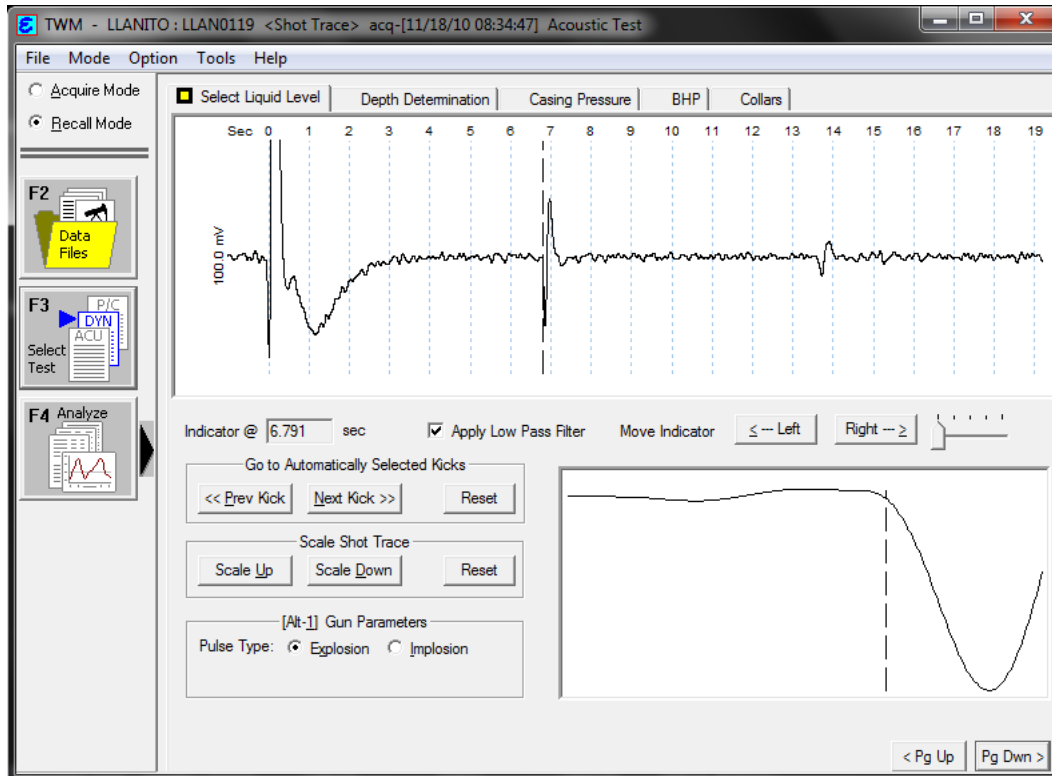 TWM - LLANITO : LLAN0119 <Shot Trace> acq-[11/18/10 08:34:47] Acoustic Test
File Mode Option Tools Help
Acquire Mode
Recall Mode
F2
Data
Files
F3
P/C
DYN
ACU
Select
Test
F4 Analyze
Select Liquid Level Depth Determination Casing Pressure BHP Collars
Sec 0 1 2 3 4 5 6 7 8 9 10 11 12 13 14 15 16 17 18 19
100.0 mV
Indicator @ 6.791 sec Apply Low Pass Filter Move Indicator <--- Left Right --- >
Go to Automatically Selected Kicks
<< Prev Kick Next Kick >> Reset
Scale Shot Trace
Scale Up Scale Down Reset
[Alt-1] Gun Parameters
Pulse Type: Explosion Implosion
< Pg Up Pg Dwn >